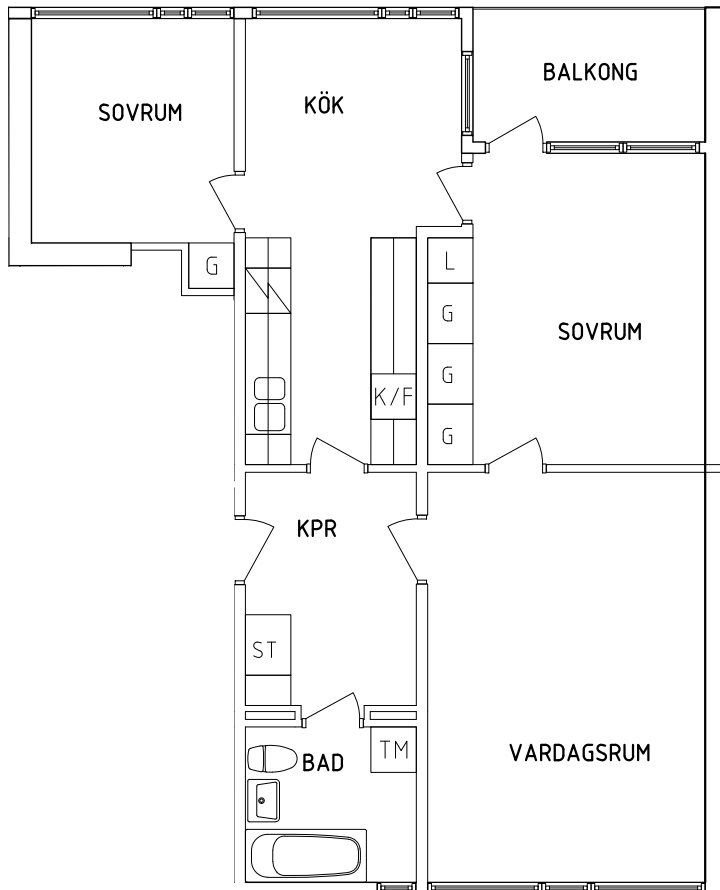 BALKONG
KÖK
SOVRUM
G
L
G
SOVRUM
G
K/F
G
KPR
ST
TM
VARDAGSRUM
BAD